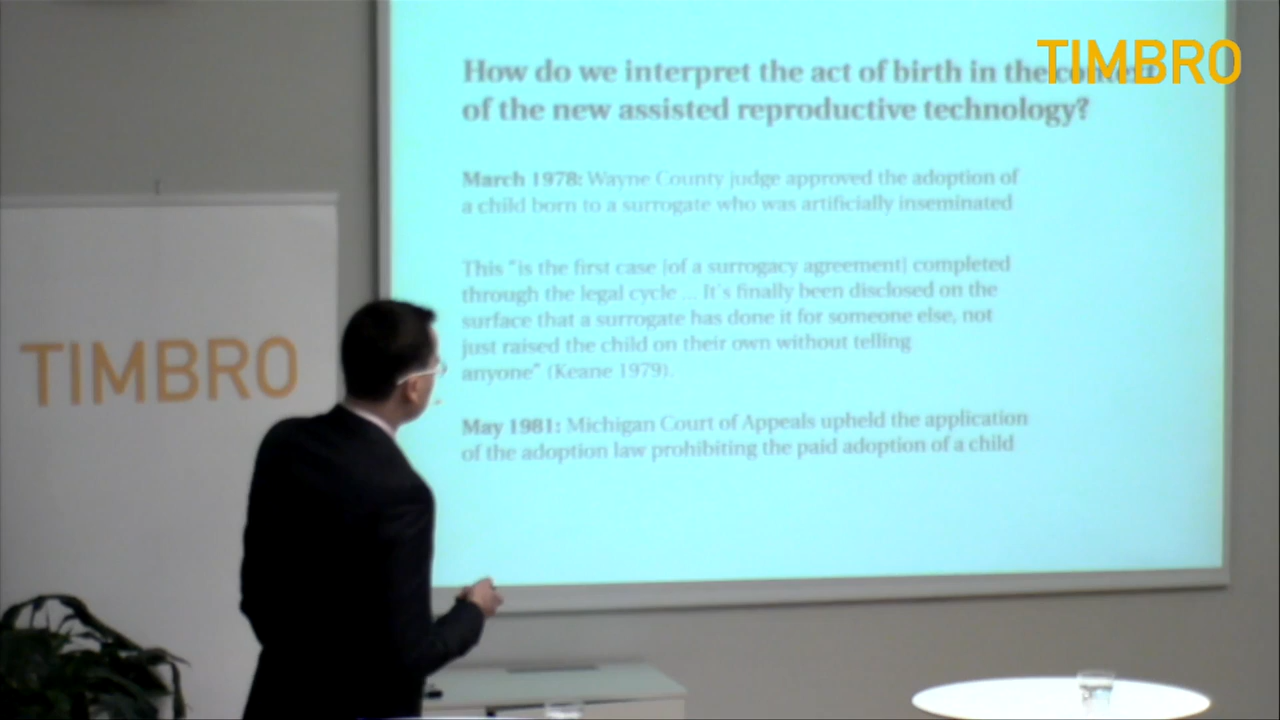 TIMBRO
How do we interpret the act of birth in the
of the new assisted reproductive technology?
March 1978: Wayne County judge approved the adoption of
a child born to a surrogate who was artificially inseminated
This "is the first case [of a surrogacy agreement] completed
through the legal cycle ... It's finally been disclosed on the
surface that a surrogate has done it for someone else, not
just raised the child on their own without telling
anyone" (Keane 1979).
May 1981: Michigan Court of Appeals upheld the application
of the adoption law prohibiting the paid adoption of a child
TIMBRO